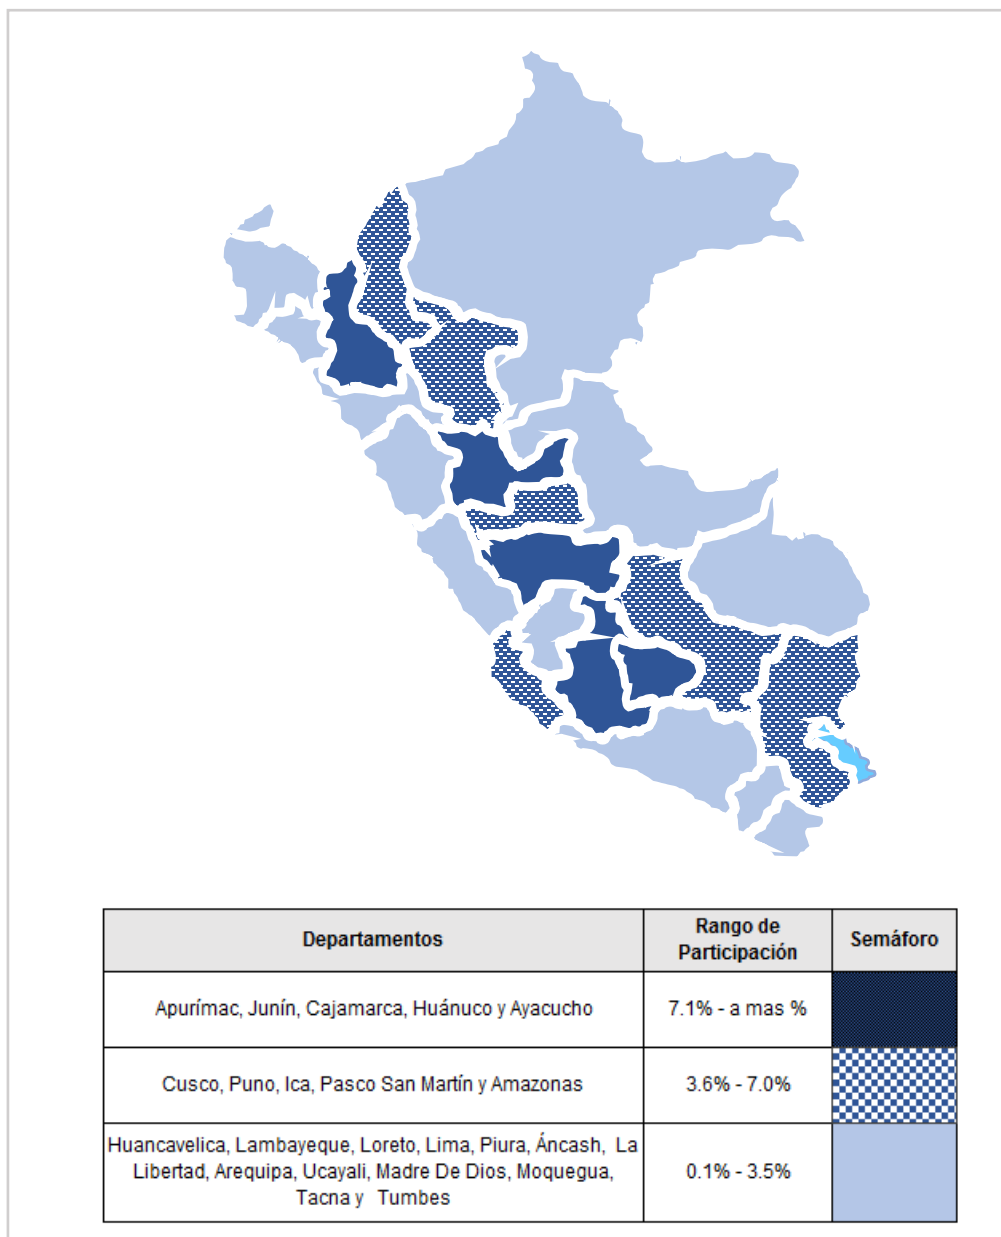 Departamentos
Rango de
Participación
Semáforo
Apurímac, Junín, Cajamarca, Huánuco y Ayacucho
7.1% - a mas %
Cusco, Puno, Ica, Pasco San Martín y Amazonas
3.6% - 7.0%
Huancavelica, Lambayeque, Loreto, Lima, Piura, Áncash, La
Libertad, Arequipa, Ucayali, Madre De Dios, Moquegua,
Tacna y Tumbes
0.1% - 3.5%